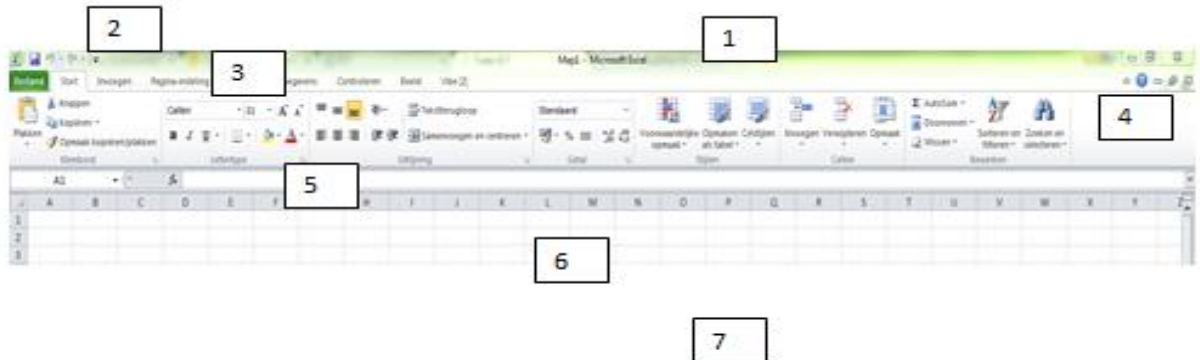 2
1
Map1 - Microsoft Excel
3
Bestand Start Invoegen Pagina-indeling Controleren Beeld
4
Plakken
Knippen
Kopiëren
Opmaak kopiëren/plakken
Klembord
Calibri 11
B I U
Lettertype
Tekstterugloop
Samenvoegen en centreren
Uitlijning
Standaard
%
Getal
Voorwaardelijke opmaak
Opmaken als tabel
Celstijlen
Stijlen
Invoegen Verwijderen Opmaak
Cellen
Σ AutoSom
Doorvoeren
Wissen
Sorteren en filteren
Zoeken en selecteren
Bewerken
5
A1 fx
A B C D E F H I J K L M N O P Q R S T U V W X Y Z
1
2
3
6
7